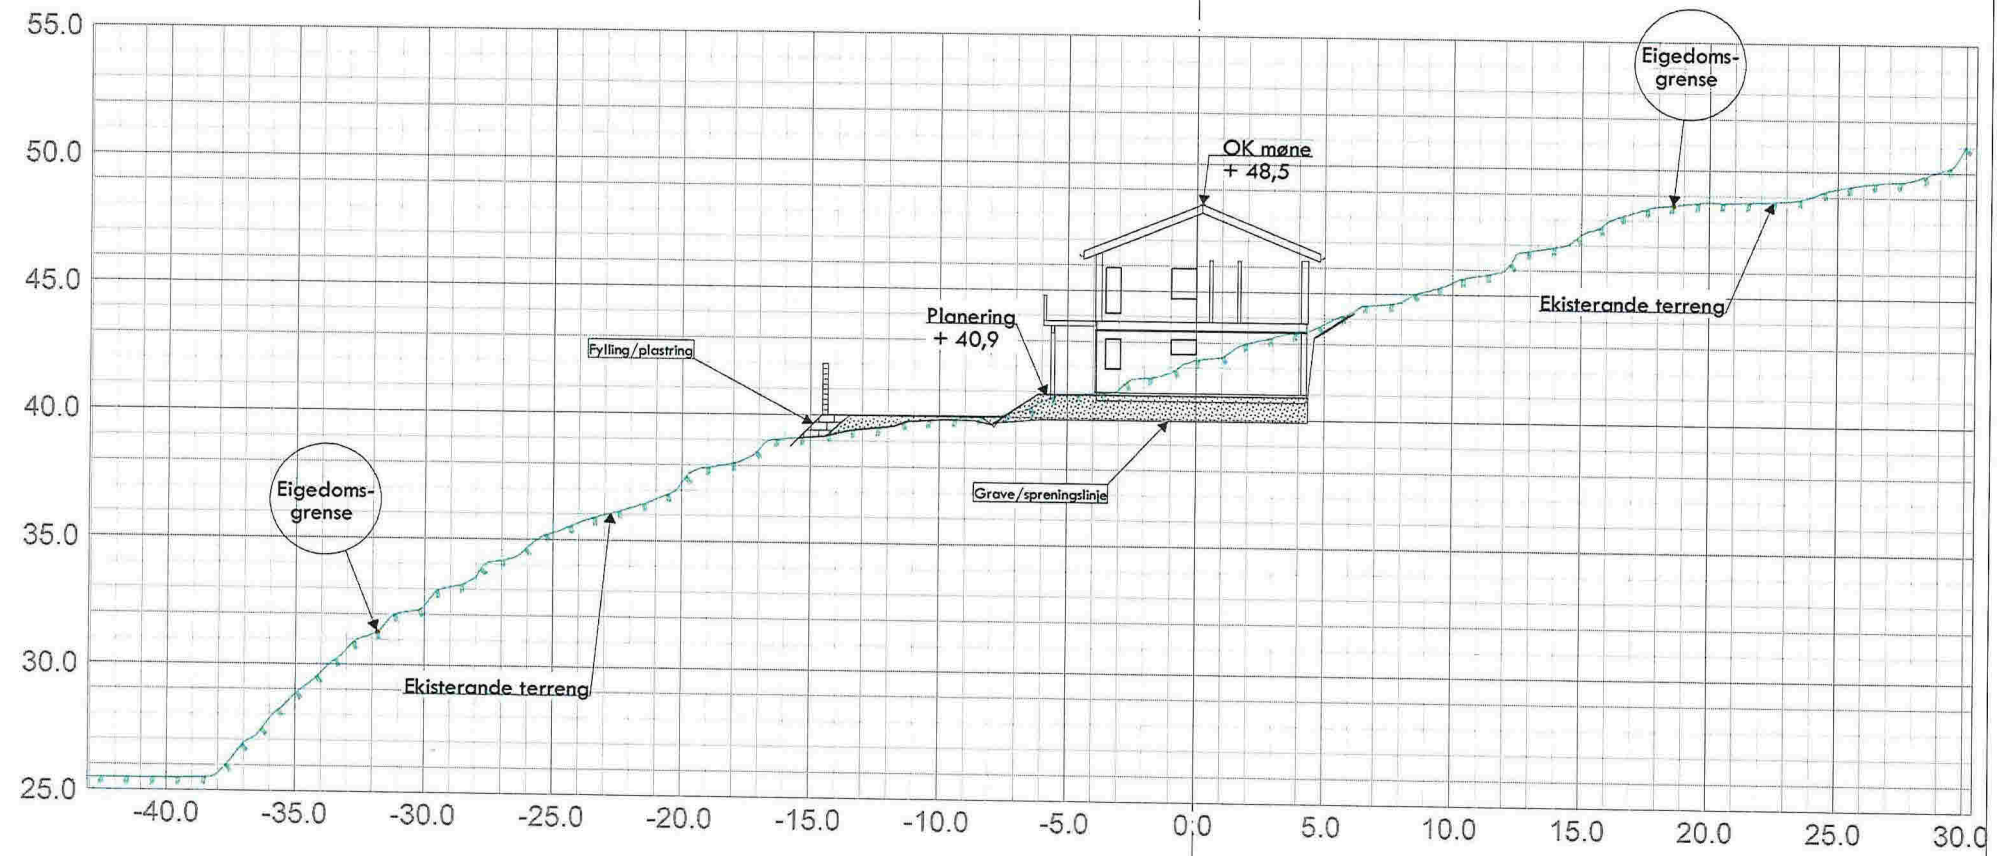 55.0
50.0
45.0
40.0
35.0
30.0
25.0
Eigedoms-
grense
OK møne
+ 48,5
Planering
+ 40,9
Ekisterande terreng
Fylling/plastring
Grave/spreningslinje
Eigedoms-
grense
Ekisterande terreng
-40.0 -35.0 -30.0 -25.0 -20.0 -15.0 -10.0 -5.0 0.0 5.0 10.0 15.0 20.0 25.0 30.0